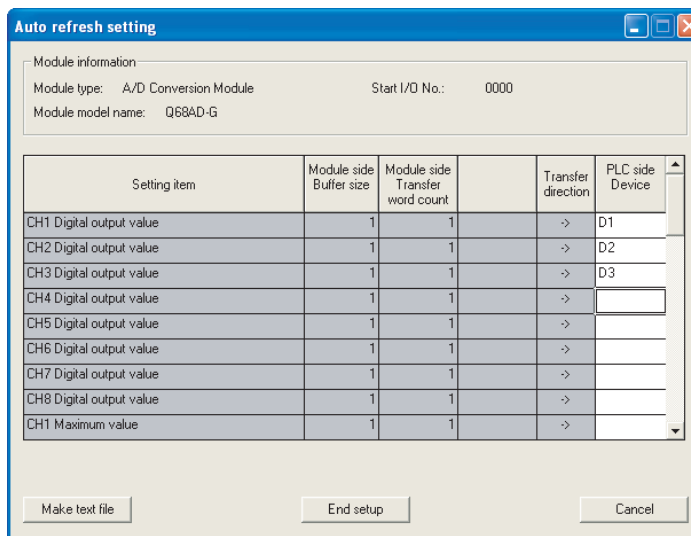 Auto refresh setting
Module information
Module type: A/D Conversion Module Start I/O No.: 0000
Module model name: Q68AD-G
Setting item Module side Buffer size Module side Transfer word count Transfer direction PLC side Device
CH1 Digital output value 1 1 -> D1
CH2 Digital output value 1 1 -> D2
CH3 Digital output value 1 1 -> D3
CH4 Digital output value 1 1 ->
CH5 Digital output value 1 1 ->
CH6 Digital output value 1 1 ->
CH7 Digital output value 1 1 ->
CH8 Digital output value 1 1 ->
CH1 Maximum value 1 1 ->
Make text file End setup Cancel